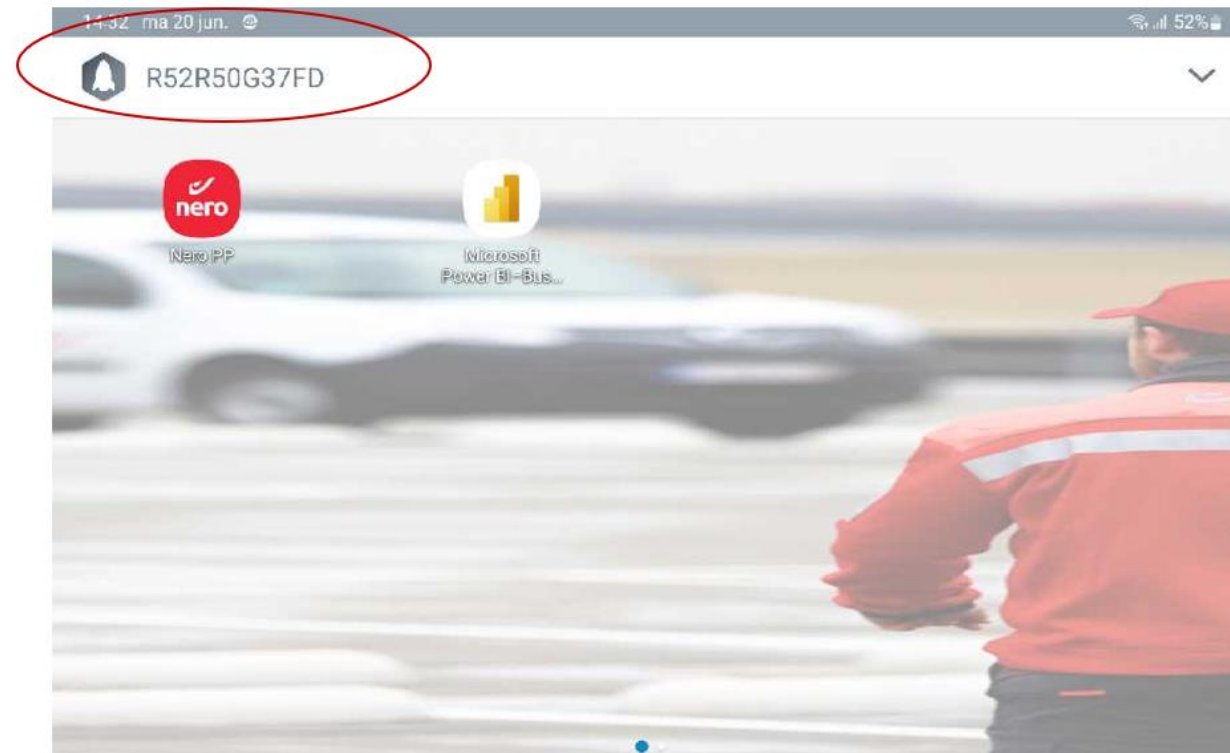 14:32 ma 20 jun. 52%
R52R50G37FD
nero
Nero PP
Microsoft
Power BI-Bus...